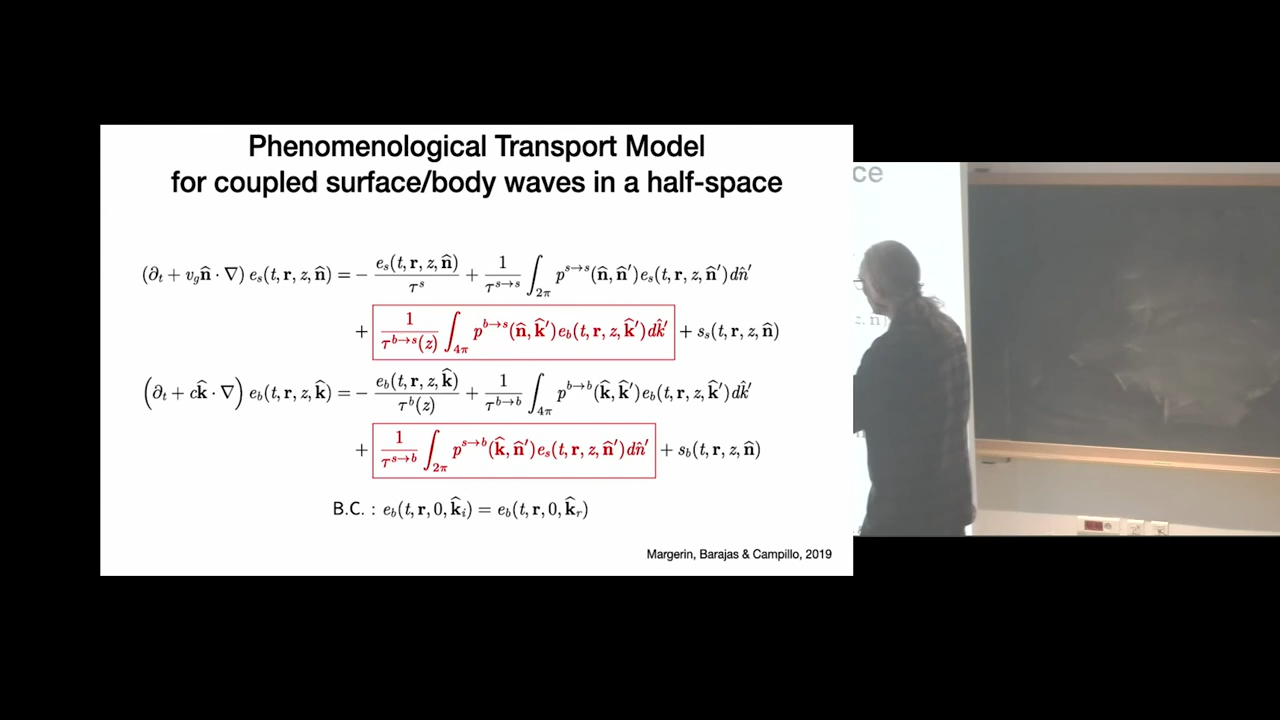 Phenomenological Transport Model
for coupled surface/body waves in a half-space
(∂ₜ + v_g n̂ · ∇) e_s(t, r, z, n̂) = − e_s(t, r, z, n̂)/τ^s + 1/τ^{s→s} ∫_{2π} p^{s→s}(n̂, n̂′)e_s(t, r, z, n̂′)dn̂′
+ 1/τ^{b→s}(z) ∫_{4π} p^{b→s}(n̂, k̂′)e_b(t, r, z, k̂′)dk̂′ + s_s(t, r, z, n̂)
(∂ₜ + ck̂ · ∇) e_b(t, r, z, k̂) = − e_b(t, r, z, k̂)/τ^b(z) + 1/τ^{b→b} ∫_{4π} p^{b→b}(k̂, k̂′)e_b(t, r, z, k̂′)dk̂′
+ 1/τ^{s→b} ∫_{2π} p^{s→b}(k̂, n̂′)e_s(t, r, z, n̂′)dn̂′ + s_b(t, r, z, n̂)
B.C. : e_b(t, r, 0, k̂_i) = e_b(t, r, 0, k̂_r)
Margerin, Barajas & Campillo, 2019
ce
z, n)